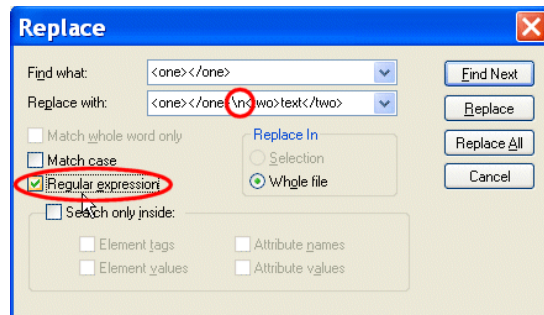 Replace
Find what: <one></one> Find Next
Replace with: <one></one>\n<two>text</two> Replace
Match whole word only Replace In Replace All
Match case Selection Cancel
Regular expression Whole file
Search only inside:
Element tags Attribute names
Element values Attribute values